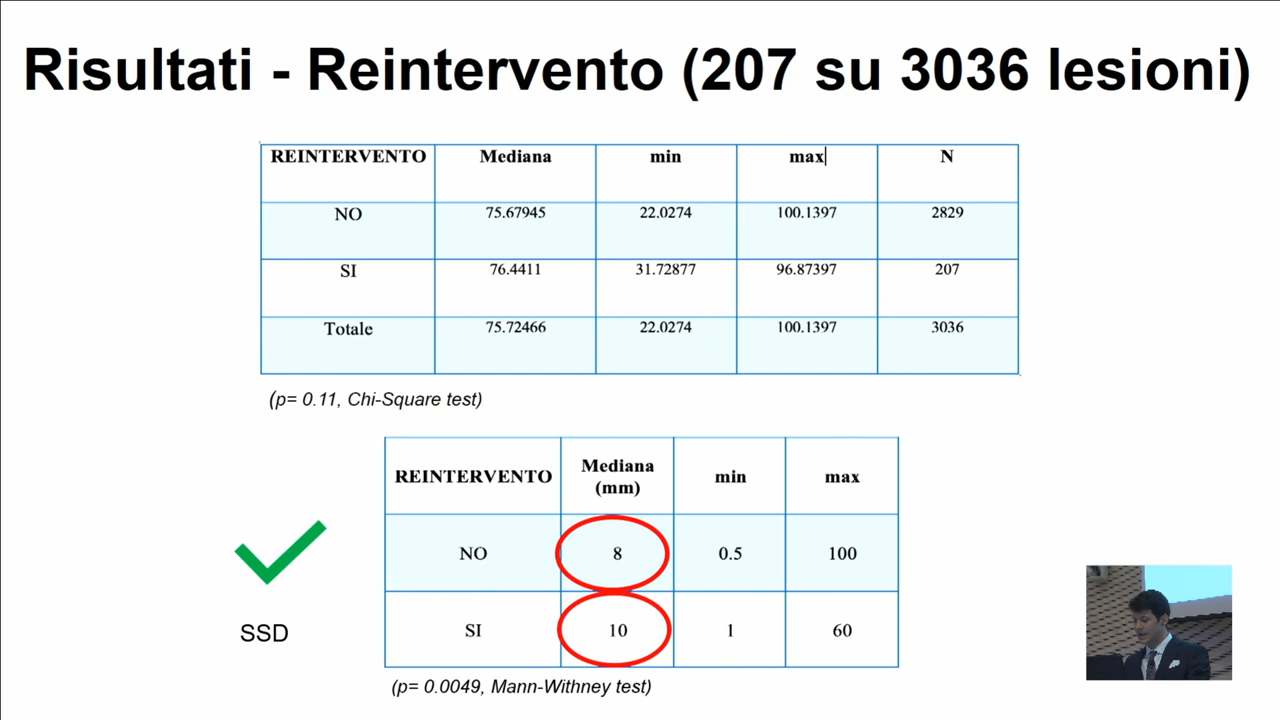 Risultati - Reintervento (207 su 3036 lesioni)
REINTERVENTO Mediana min max N
NO 75.67945 22.0274 100.1397 2829
SI 76.4411 31.72877 96.87397 207
Totale 75.72466 22.0274 100.1397 3036
(p= 0.11, Chi-Square test)
REINTERVENTO Mediana (mm) min max
NO 8 0.5 100
SI 10 1 60
SSD
(p= 0.0049, Mann-Withney test)